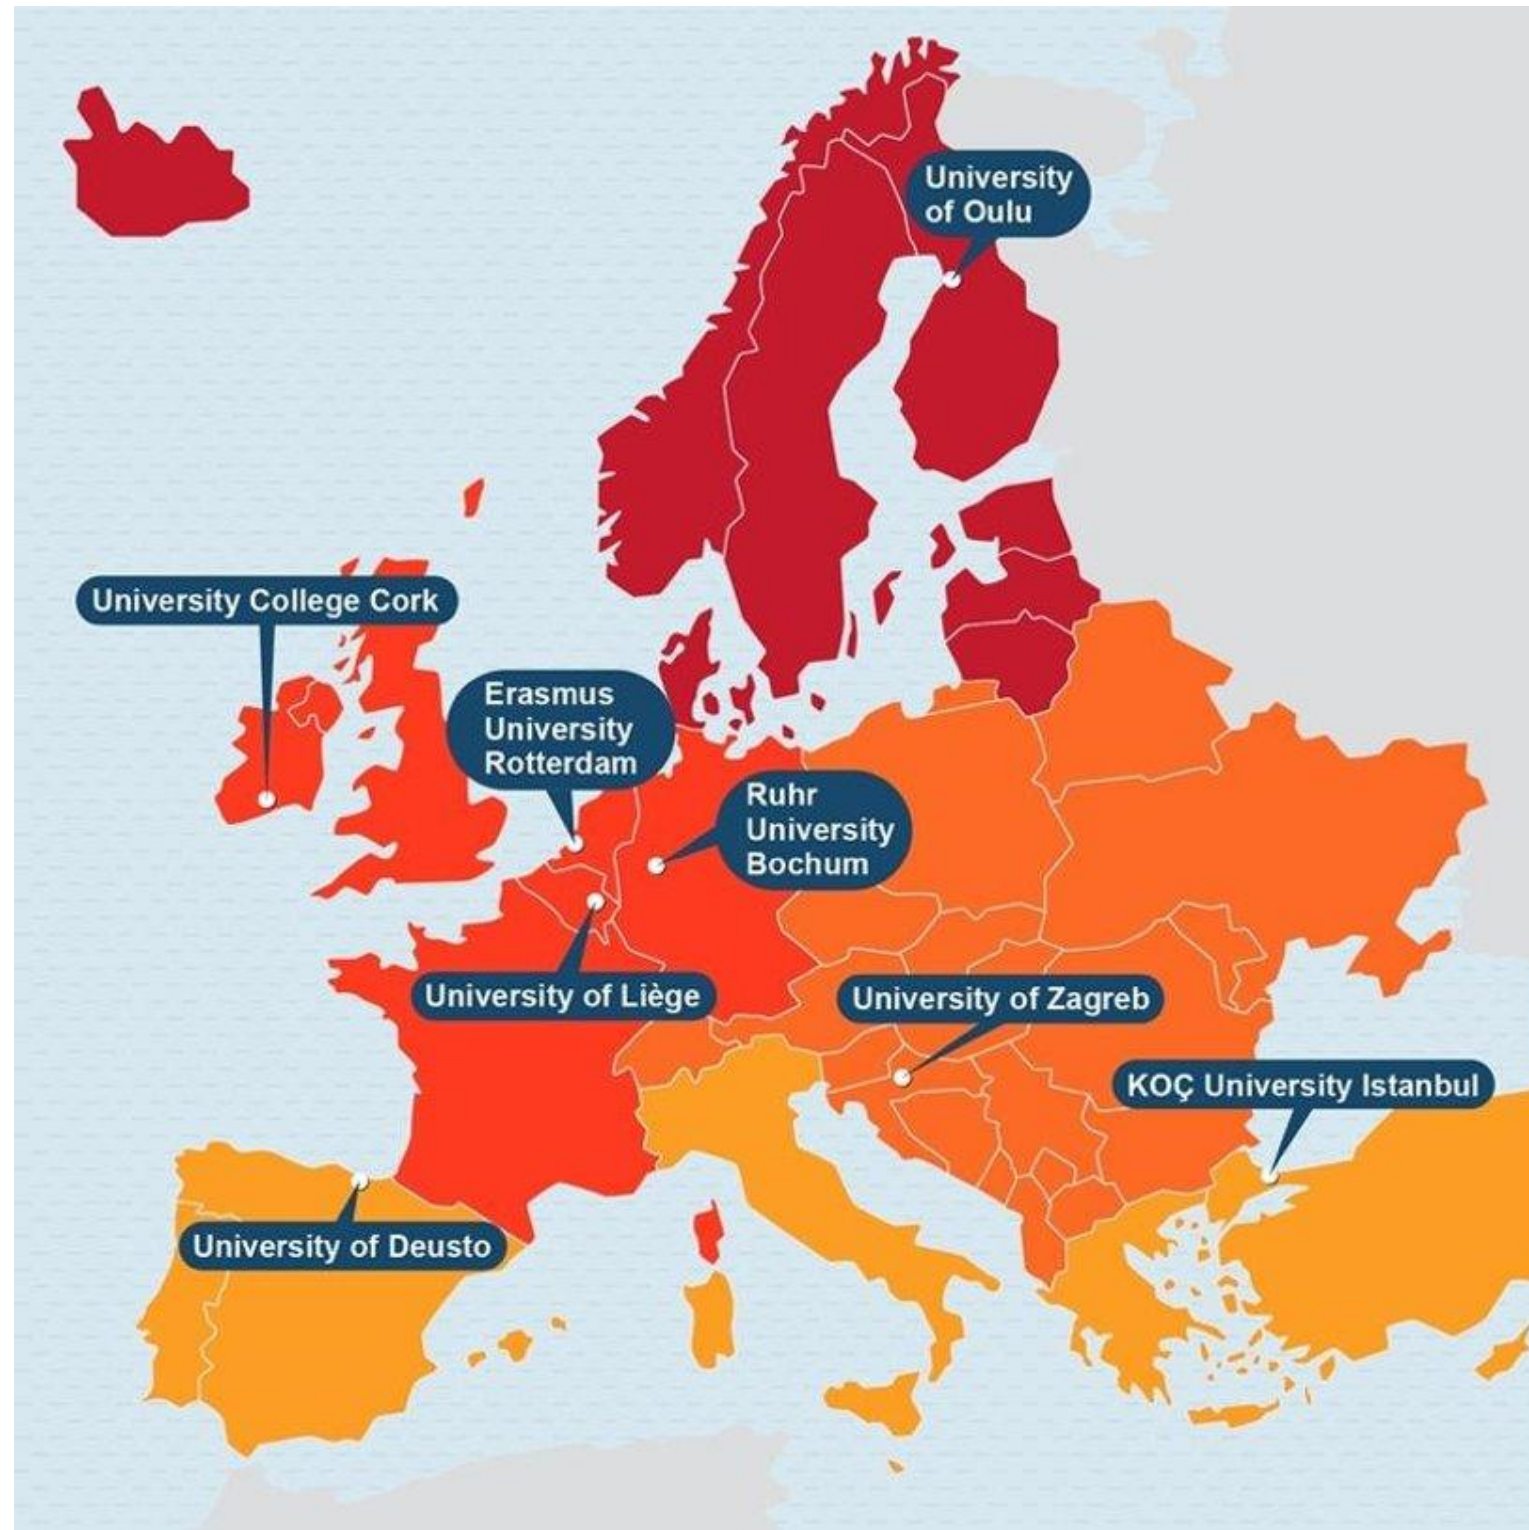 University
of Oulu
University College Cork
Erasmus
University
Rotterdam
Ruhr
University
Bochum
University of Liège
University of Zagreb
KOÇ University Istanbul
University of Deusto